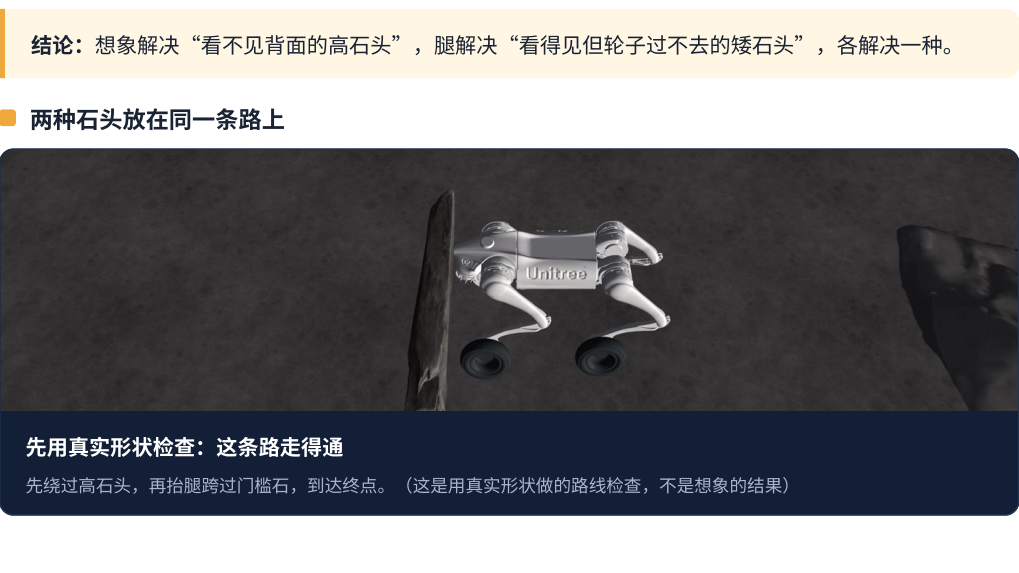 结论：想象解决“看不见背面的高石头”，腿解决“看得见但轮子过不去的矮石头”，各解决一种。
两种石头放在同一条路上
Unitree
先用真实形状检查：这条路走得通
先绕过高石头，再抬腿跨过门槛石，到达终点。（这是用真实形状做的路线检查，不是想象的结果）